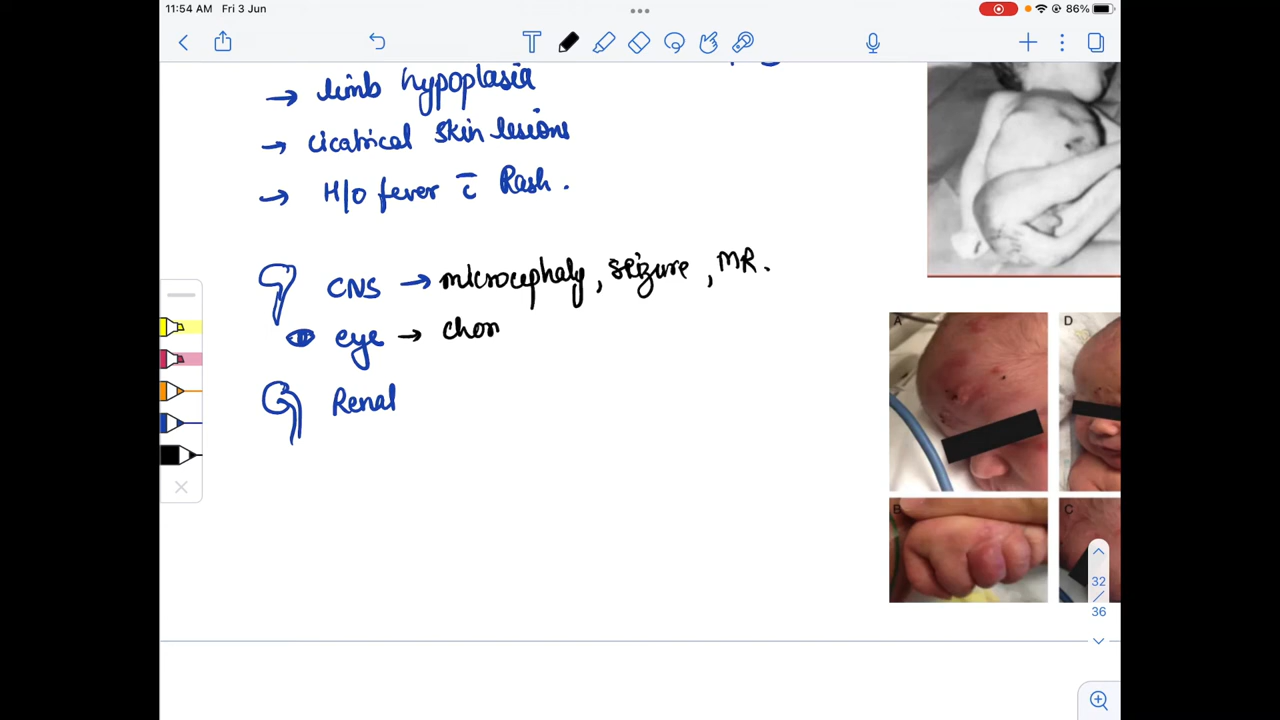 11:54 AM Fri 3 Jun
86%
→ limb hypoplasia
→ cicatrical skin lesions
→ H/o fever c̄ Rash.
CNS → microcephaly, seizure, MR.
eye → chor
Renal
A
D
B
C
32
/
36